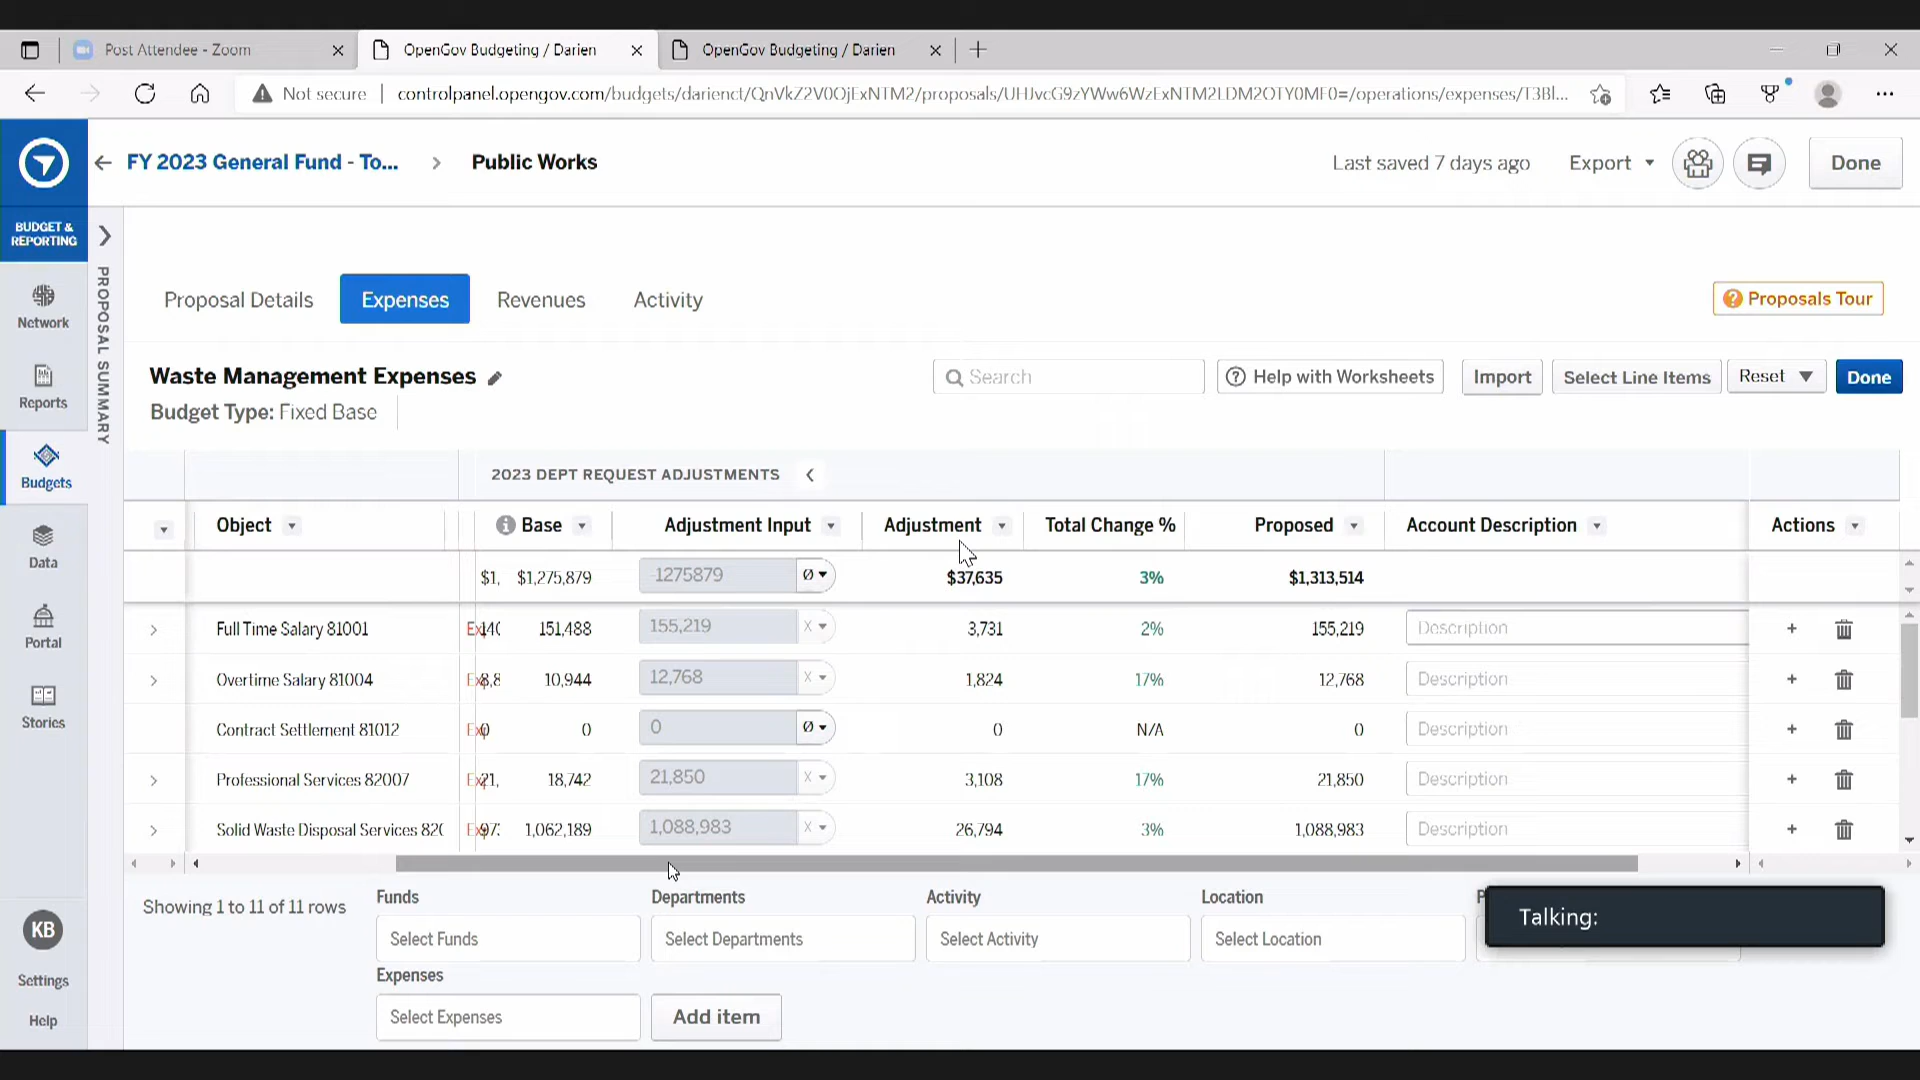 Post Attendee - Zoom
OpenGov Budgeting / Darien
OpenGov Budgeting / Darien
Not secure
controlpanel.opengov.com/budgets/darienct/QnVkZ2V0OjExNTM2/proposals/UHJvcG9zYWw6WzExNTM2LDM2OTY0MF0=/operations/expenses/T3Bl...
FY 2023 General Fund - To... > Public Works
Last saved 7 days ago
Export
Done
BUDGET & REPORTING
Network
Reports
Budgets
Data
Portal
Stories
KB
Settings
Help
PROPOSAL SUMMARY
Proposal Details
Expenses
Revenues
Activity
Proposals Tour
Waste Management Expenses
Budget Type: Fixed Base
Search
Help with Worksheets
Import
Select Line Items
Reset
Done
2023 DEPT REQUEST ADJUSTMENTS
Object Base Adjustment Input Adjustment Total Change % Proposed Account Description Actions
$1, $1,275,879 1275879 Ø $37,635 3% $1,313,514
Full Time Salary 81001 151,488 155,219 X 3,731 2% 155,219 Description +
Overtime Salary 81004 10,944 12,768 X 1,824 17% 12,768 Description +
Contract Settlement 81012 0 0 Ø 0 N/A 0 Description +
Professional Services 82007 18,742 21,850 X 3,108 17% 21,850 Description +
Solid Waste Disposal Services 82 1,062,189 1,088,983 X 26,794 3% 1,088,983 Description +
Showing 1 to 11 of 11 rows
Funds
Select Funds
Departments
Select Departments
Activity
Select Activity
Location
Select Location
Talking:
Expenses
Select Expenses
Add item